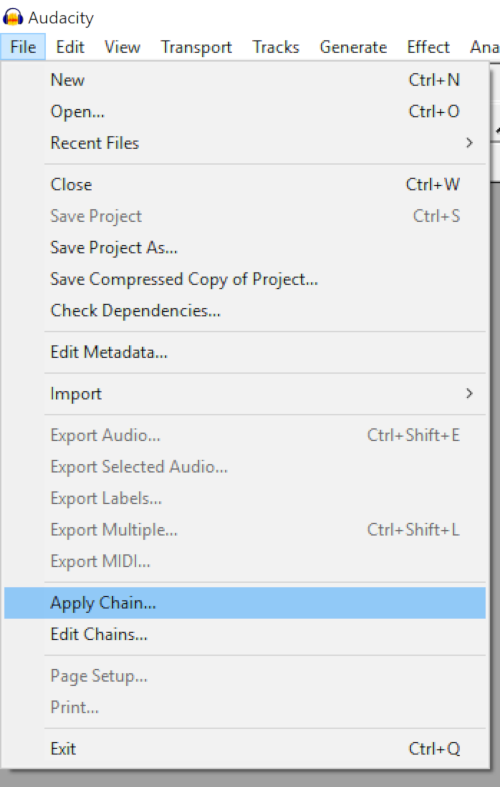 Audacity
File Edit View Transport Tracks Generate Effect Ana
New Ctrl+N
Open... Ctrl+O
Recent Files
Close Ctrl+W
Save Project Ctrl+S
Save Project As...
Save Compressed Copy of Project...
Check Dependencies...
Edit Metadata...
Import
Export Audio... Ctrl+Shift+E
Export Selected Audio...
Export Labels...
Export Multiple... Ctrl+Shift+L
Export MIDI...
Apply Chain...
Edit Chains...
Page Setup...
Print...
Exit Ctrl+Q